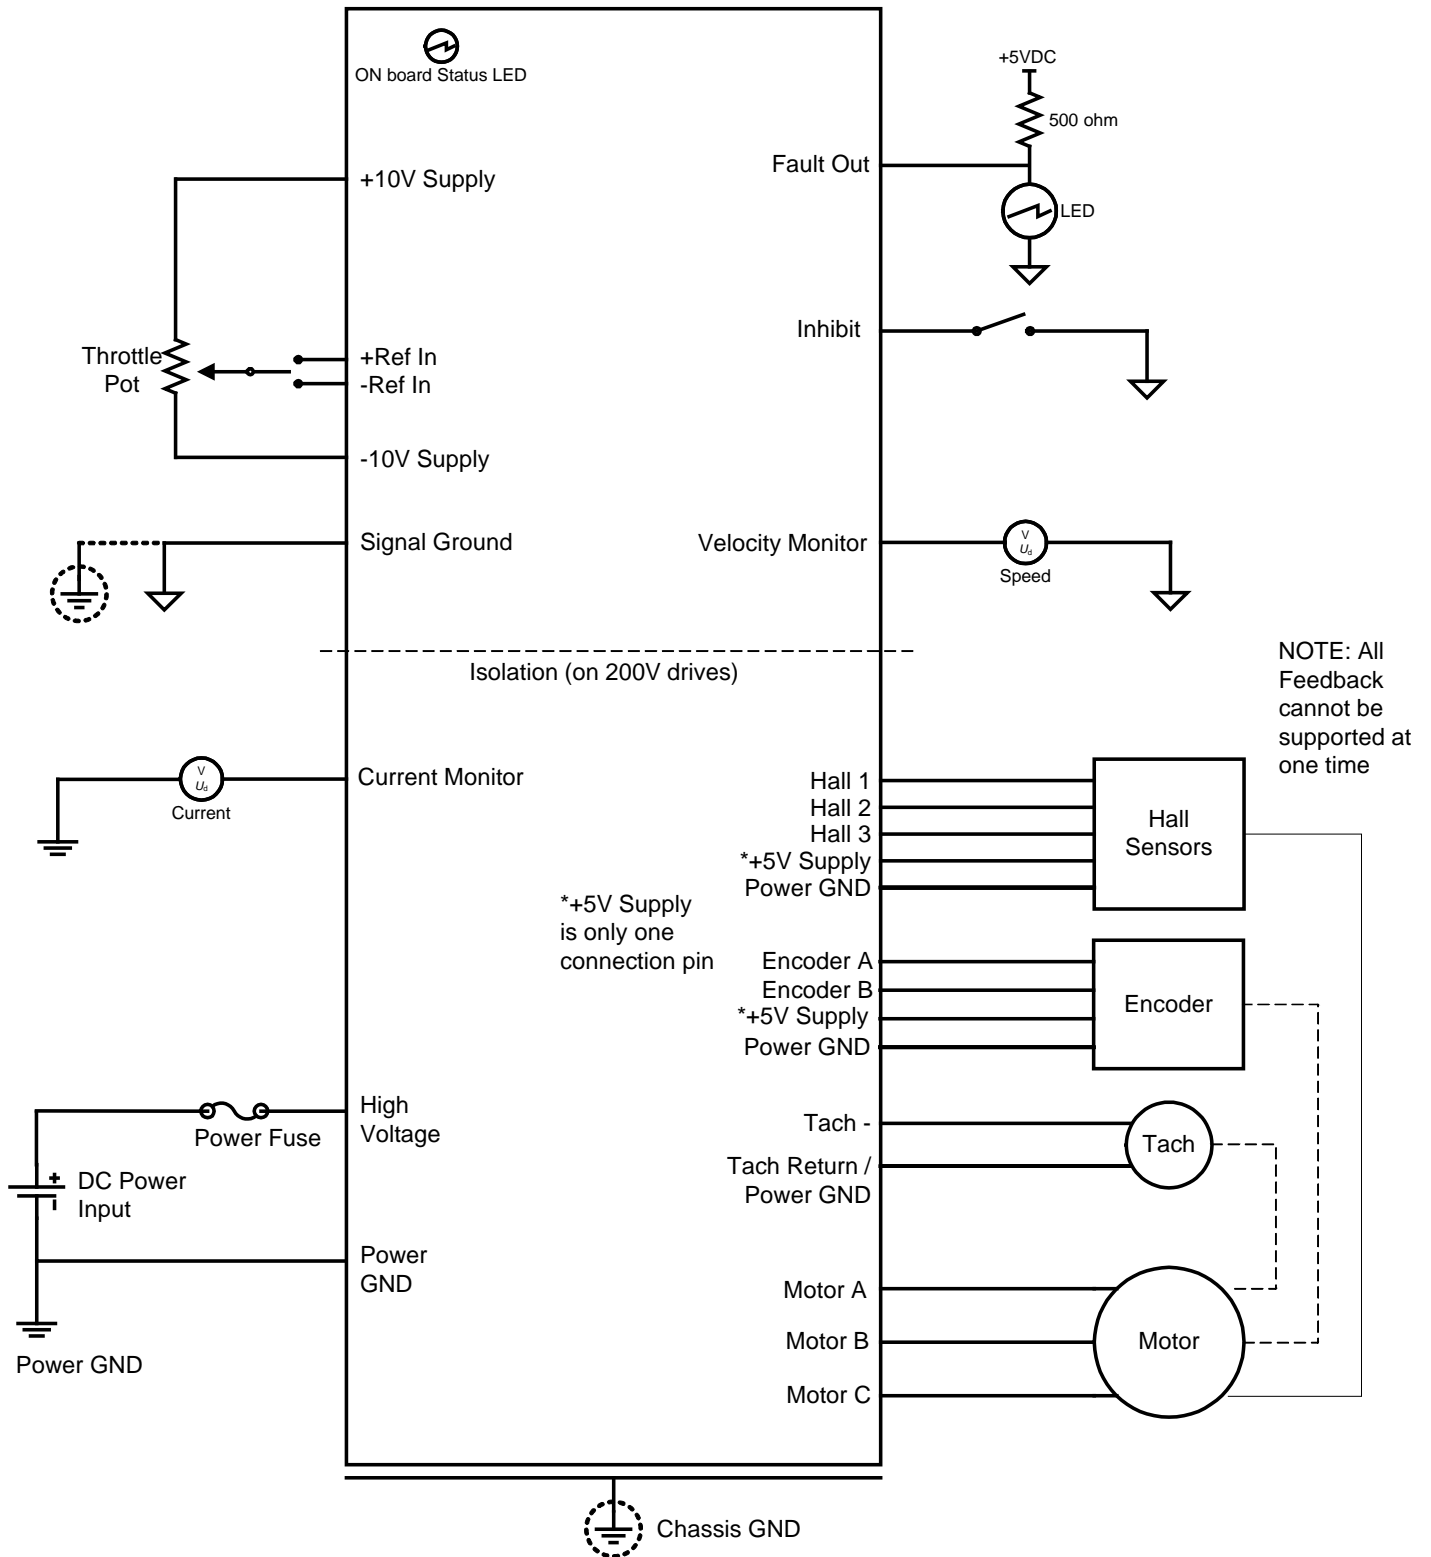 ON board Status LED
+5VDC
500 ohm
Fault Out
LED
+10V Supply
Inhibit
Throttle
Pot
+Ref In
-Ref In
-10V Supply
Signal Ground
Velocity Monitor
V
Ud
Speed
Isolation (on 200V drives)
NOTE: All
Feedback
cannot be
supported at
one time
V
Ud
Current
Current Monitor
Hall 1
Hall 2
Hall 3
*+5V Supply
Power GND
Hall
Sensors
*+5V Supply
is only one
connection pin
Encoder A
Encoder B
*+5V Supply
Power GND
Encoder
High
Voltage
Power Fuse
Tach -
Tach Return /
Power GND
Tach
+
DC Power
Input
Power
GND
Power GND
Motor A
Motor B
Motor C
Motor
Chassis GND